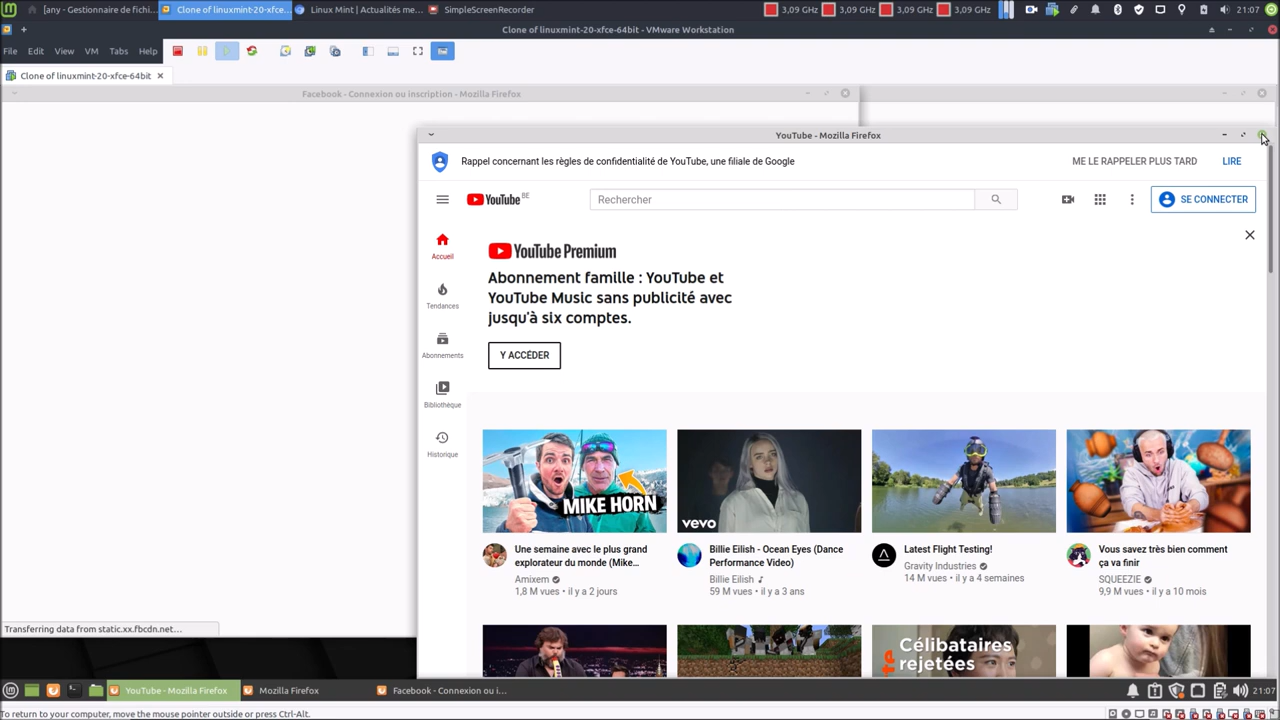 [any - Gestionnaire de fichi...
Clone of linuxmint-20-xfce...
Linux Mint | Actualités me...
SimpleScreenRecorder
3,09 GHz
3,09 GHz
3,09 GHz
3,09 GHz
21:07
Clone of linuxmint-20-xfce-64bit - VMware Workstation
File Edit View VM Tabs Help
Clone of linuxmint-20-xfce-64bit
Facebook - Connexion ou inscription - Mozilla Firefox
YouTube - Mozilla Firefox
Rappel concernant les règles de confidentialité de YouTube, une filiale de Google
ME LE RAPPELER PLUS TARD
LIRE
YouTube BE
Rechercher
SE CONNECTER
Accueil
Tendances
Abonnements
Bibliothèque
Historique
YouTube Premium
Abonnement famille : YouTube et
YouTube Music sans publicité avec
jusqu'à six comptes.
Y ACCÉDER
MIKE HORN
vevo
Une semaine avec le plus grand
explorateur du monde (Mike...
Amixem
1,8 M vues • il y a 2 jours
Billie Eilish - Ocean Eyes (Dance
Performance Video)
Billie Eilish
59 M vues • il y a 3 ans
Latest Flight Testing!
Gravity Industries
14 M vues • il y a 4 semaines
Vous savez très bien comment
ça va finir
SQUEEZIE
9,9 M vues • il y a 10 mois
Célibataires
rejetées
Transferring data from static.xx.fbcdn.net...
YouTube - Mozilla Firefox
Mozilla Firefox
Facebook - Connexion ou i...
21:07
To return to your computer, move the mouse pointer outside or press Ctrl-Alt.